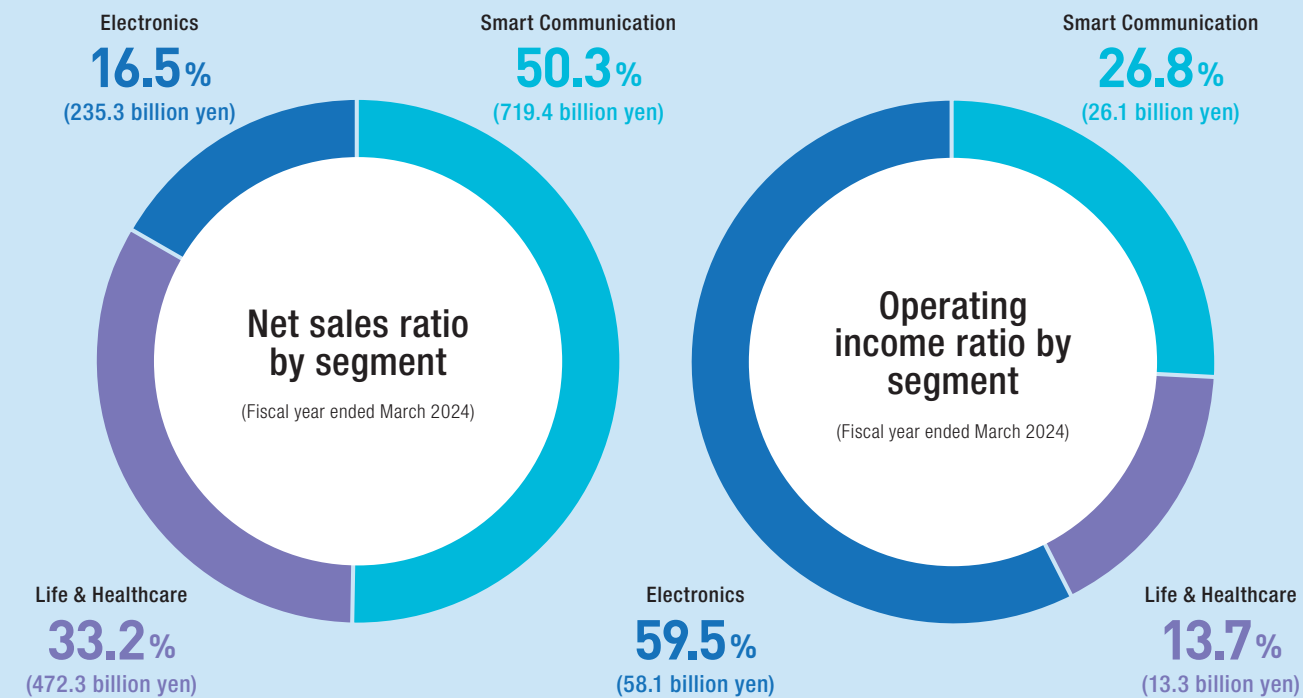 Electronics
16.5%
(235.3 billion yen)
Smart Communication
50.3%
(719.4 billion yen)
Net sales ratio
by segment
(Fiscal year ended March 2024)
Life & Healthcare
33.2%
(472.3 billion yen)
Smart Communication
26.8%
(26.1 billion yen)
Operating
income ratio by
segment
(Fiscal year ended March 2024)
Electronics
59.5%
(58.1 billion yen)
Life & Healthcare
13.7%
(13.3 billion yen)